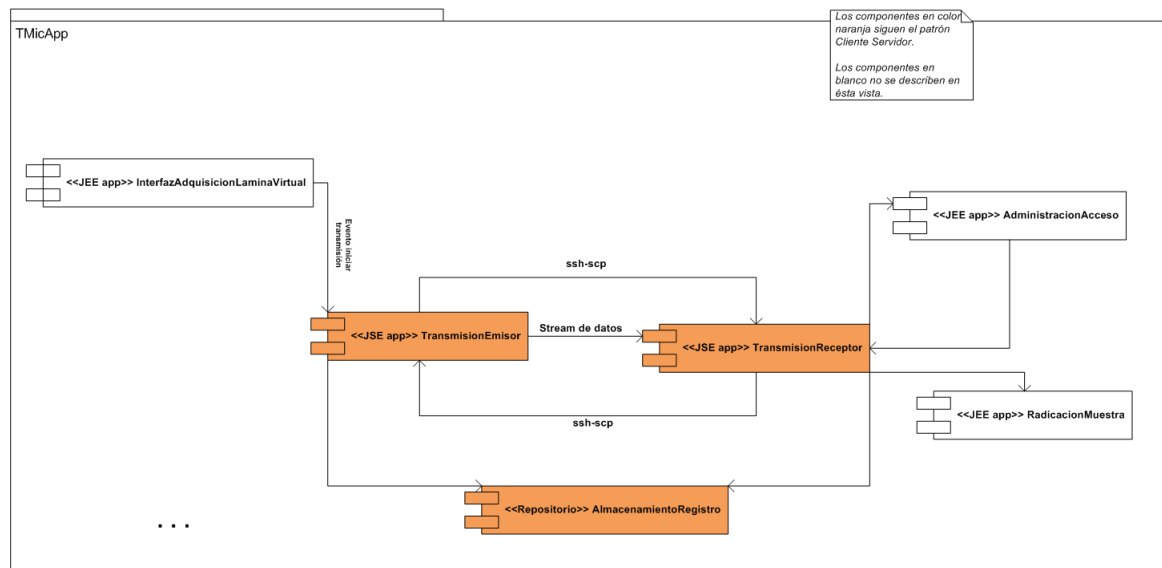 TMicApp
Los componentes en color
naranja siguen el patrón
Cliente Servidor.
Los componentes en
blanco no se describen en
ésta vista.
<<JEE app>> InterfazAdquisicionLaminaVirtual
<<JEE app>> AdministracionAcceso
Evento iniciar
transmisión
ssh-scp
<<JSE app>> TransmisionEmisor
Stream de datos
<<JSE app>> TransmisionReceptor
<<JEE app>> RadicacionMuestra
ssh-scp
<<Repositorio>> AlmacenamientoRegistro
. . .